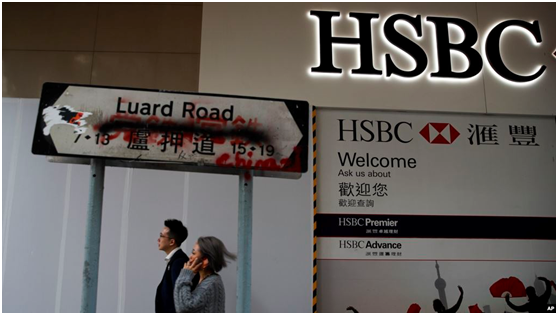 HSBC
Luard Road
7-13 盧押道 15-19
HSBC 滙豐
Welcome
Ask us about
歡迎您
歡迎查詢
HSBC Premier
HSBC Advance
AP